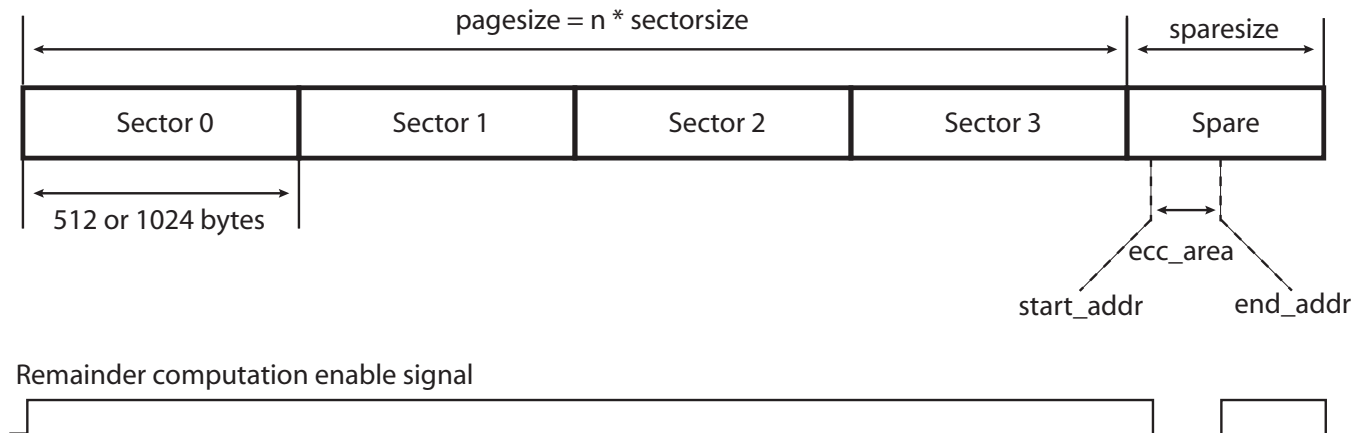 pagesize = n * sectorsize
sparesize
Sector 0
Sector 1
Sector 2
Sector 3
Spare
512 or 1024 bytes
ecc_area
start_addr
end_addr
Remainder computation enable signal